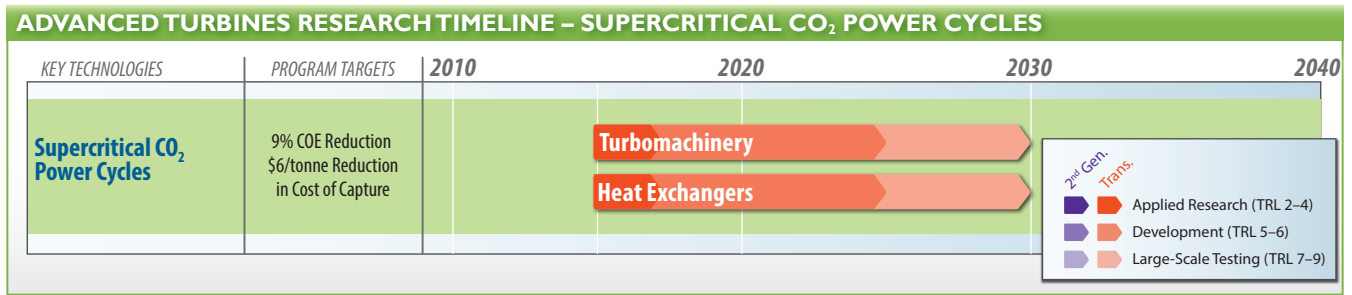 ADVANCED TURBINES RESEARCH TIMELINE – SUPERCRITICAL CO₂ POWER CYCLES
KEY TECHNOLOGIES PROGRAM TARGETS 2010 2020 2030 2040
Supercritical CO₂
Power Cycles
9% COE Reduction
$6/tonne Reduction
in Cost of Capture
Turbomachinery
Heat Exchangers
2nd Gen. Trans.
Applied Research (TRL 2–4)
Development (TRL 5–6)
Large-Scale Testing (TRL 7–9)